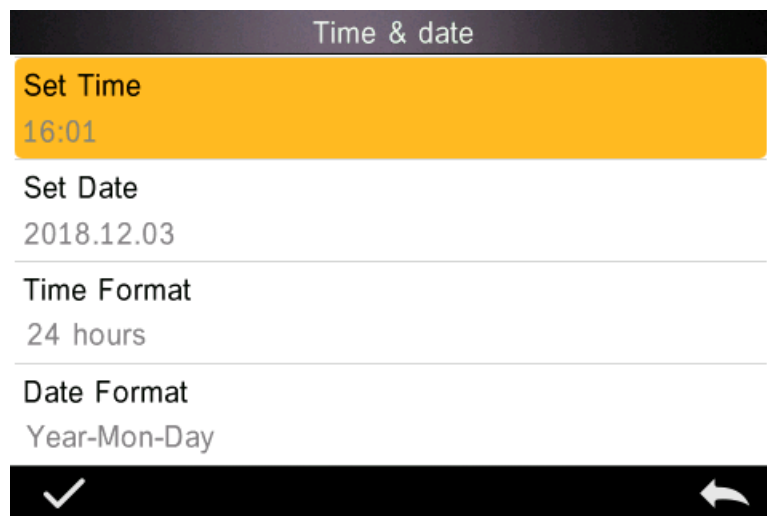 Time & date
Set Time
16:01
Set Date
2018.12.03
Time Format
24 hours
Date Format
Year-Mon-Day